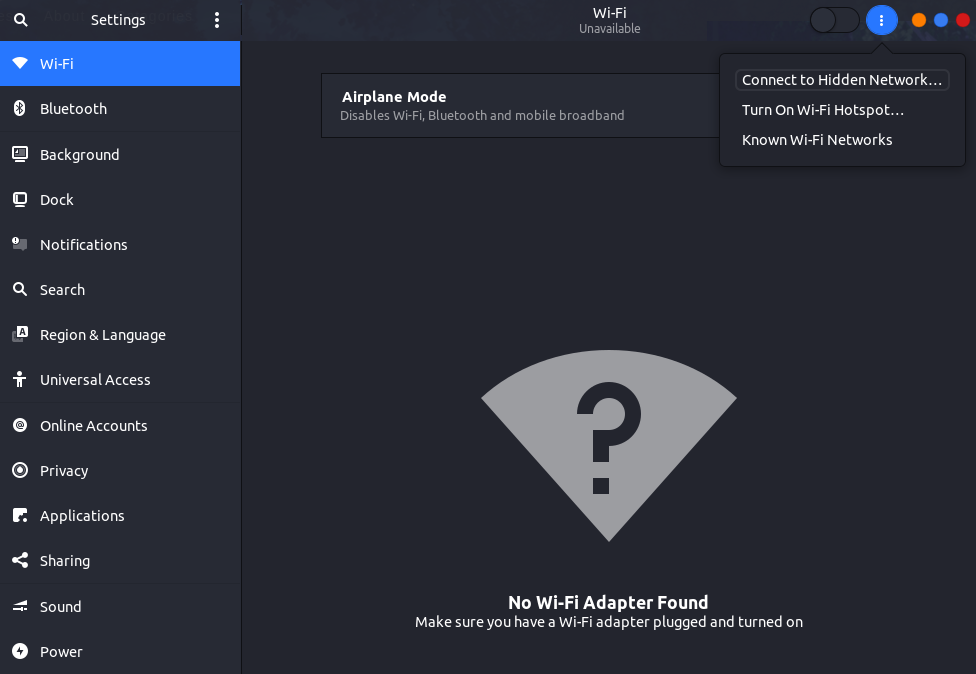 Settings
Wi-Fi
Unavailable
Wi-Fi
Bluetooth
Background
Dock
Notifications
Search
Region & Language
Universal Access
Online Accounts
Privacy
Applications
Sharing
Sound
Power
Airplane Mode
Disables Wi-Fi, Bluetooth and mobile broadband
Connect to Hidden Network…
Turn On Wi-Fi Hotspot…
Known Wi-Fi Networks
No Wi-Fi Adapter Found
Make sure you have a Wi-Fi adapter plugged and turned on